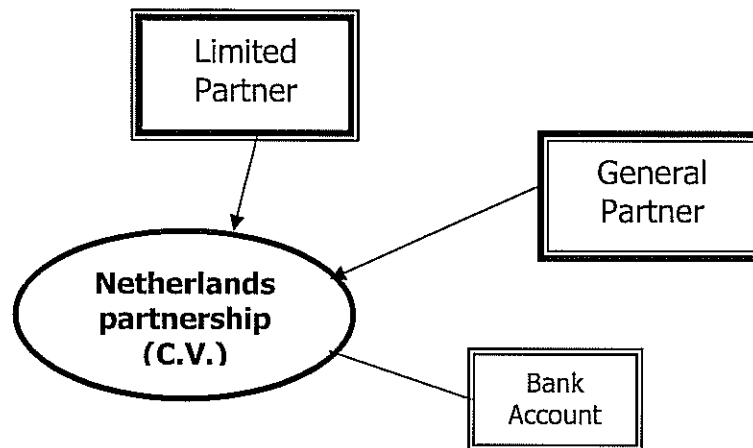 Limited
Partner
General
Partner
Netherlands
partnership
(C.V.)
Bank
Account